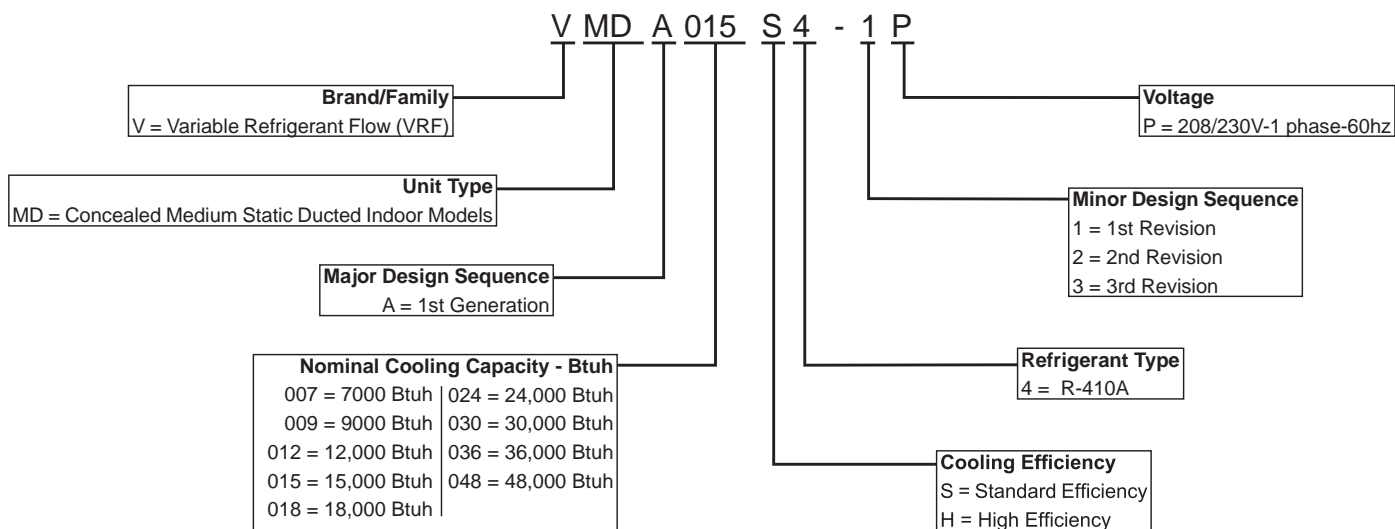 V MD A 015 S 4 - 1 P
Brand/Family
V = Variable Refrigerant Flow (VRF)
Unit Type
MD = Concealed Medium Static Ducted Indoor Models
Major Design Sequence
A = 1st Generation
Nominal Cooling Capacity - Btuh
007 = 7000 Btuh 024 = 24,000 Btuh
009 = 9000 Btuh 030 = 30,000 Btuh
012 = 12,000 Btuh 036 = 36,000 Btuh
015 = 15,000 Btuh 048 = 48,000 Btuh
018 = 18,000 Btuh
Voltage
P = 208/230V-1 phase-60hz
Minor Design Sequence
1 = 1st Revision
2 = 2nd Revision
3 = 3rd Revision
Refrigerant Type
4 = R-410A
Cooling Efficiency
S = Standard Efficiency
H = High Efficiency